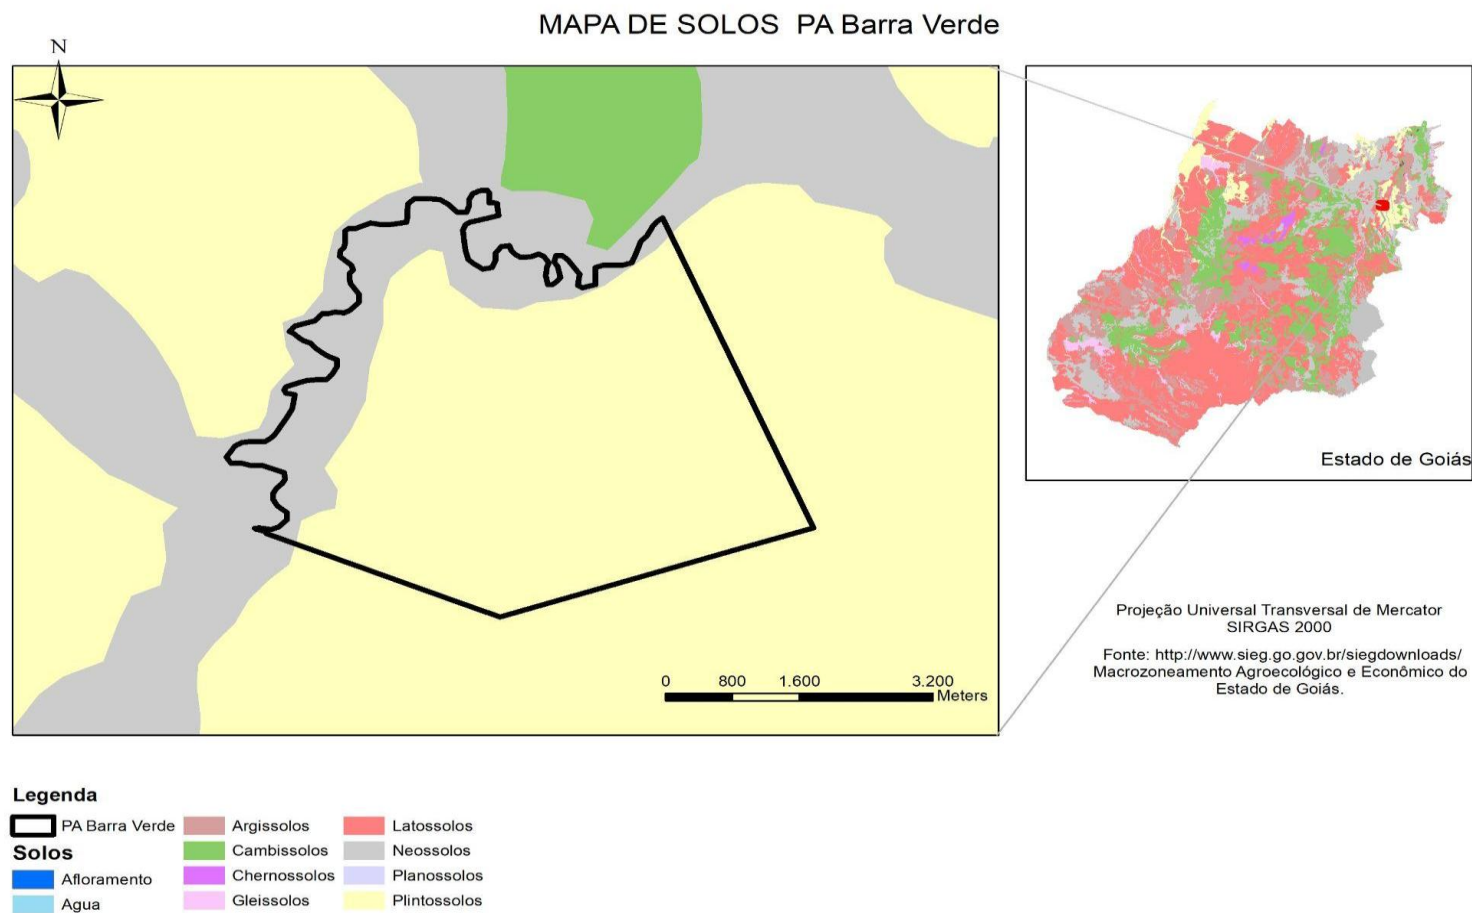 MAPA DE SOLOS PA Barra Verde
N
0 800 1.600 3.200
Meters
Estado de Goiás
Projeção Universal Transversal de Mercator
SIRGAS 2000
Fonte: http://www.sieg.go.gov.br/siegdownloads/
Macrozoneamento Agroecológico e Econômico do
Estado de Goiás.
Legenda
PA Barra Verde
Solos
Afloramento
Agua
Argissolos
Cambissolos
Chernossolos
Gleissolos
Latossolos
Neossolos
Planossolos
Plintossolos